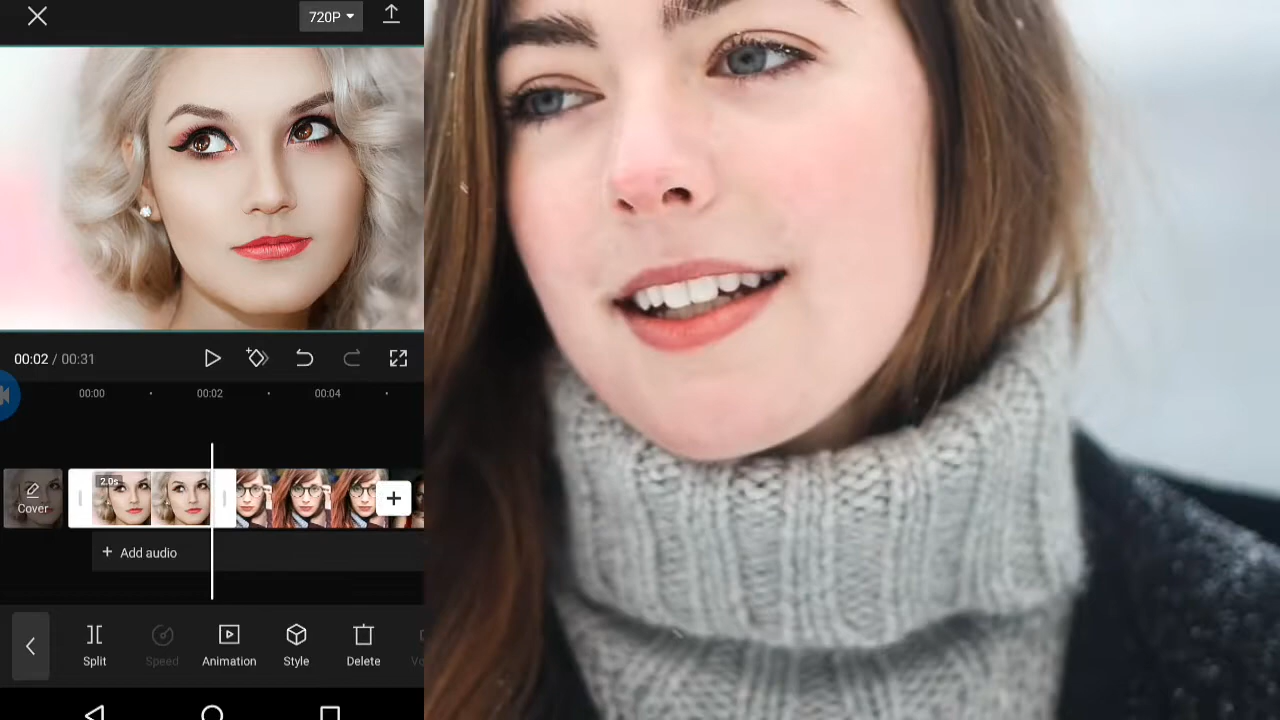 720P
00:02 / 00:31
00:00
00:02
00:04
2.0s
Cover
+ Add audio
Split
Speed
Animation
Style
Delete